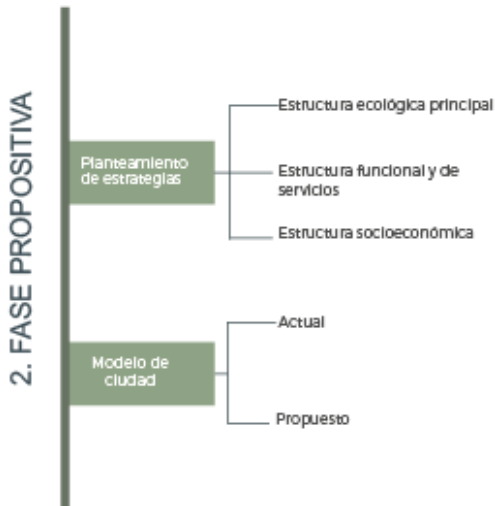 2. FASE PROPOSITIVA
Planteamiento
de estrategias
Estructura ecológica principal
Estructura funcional y de
servicios
Estructura socioeconómica
Modelo de
ciudad
Actual
Propuesto